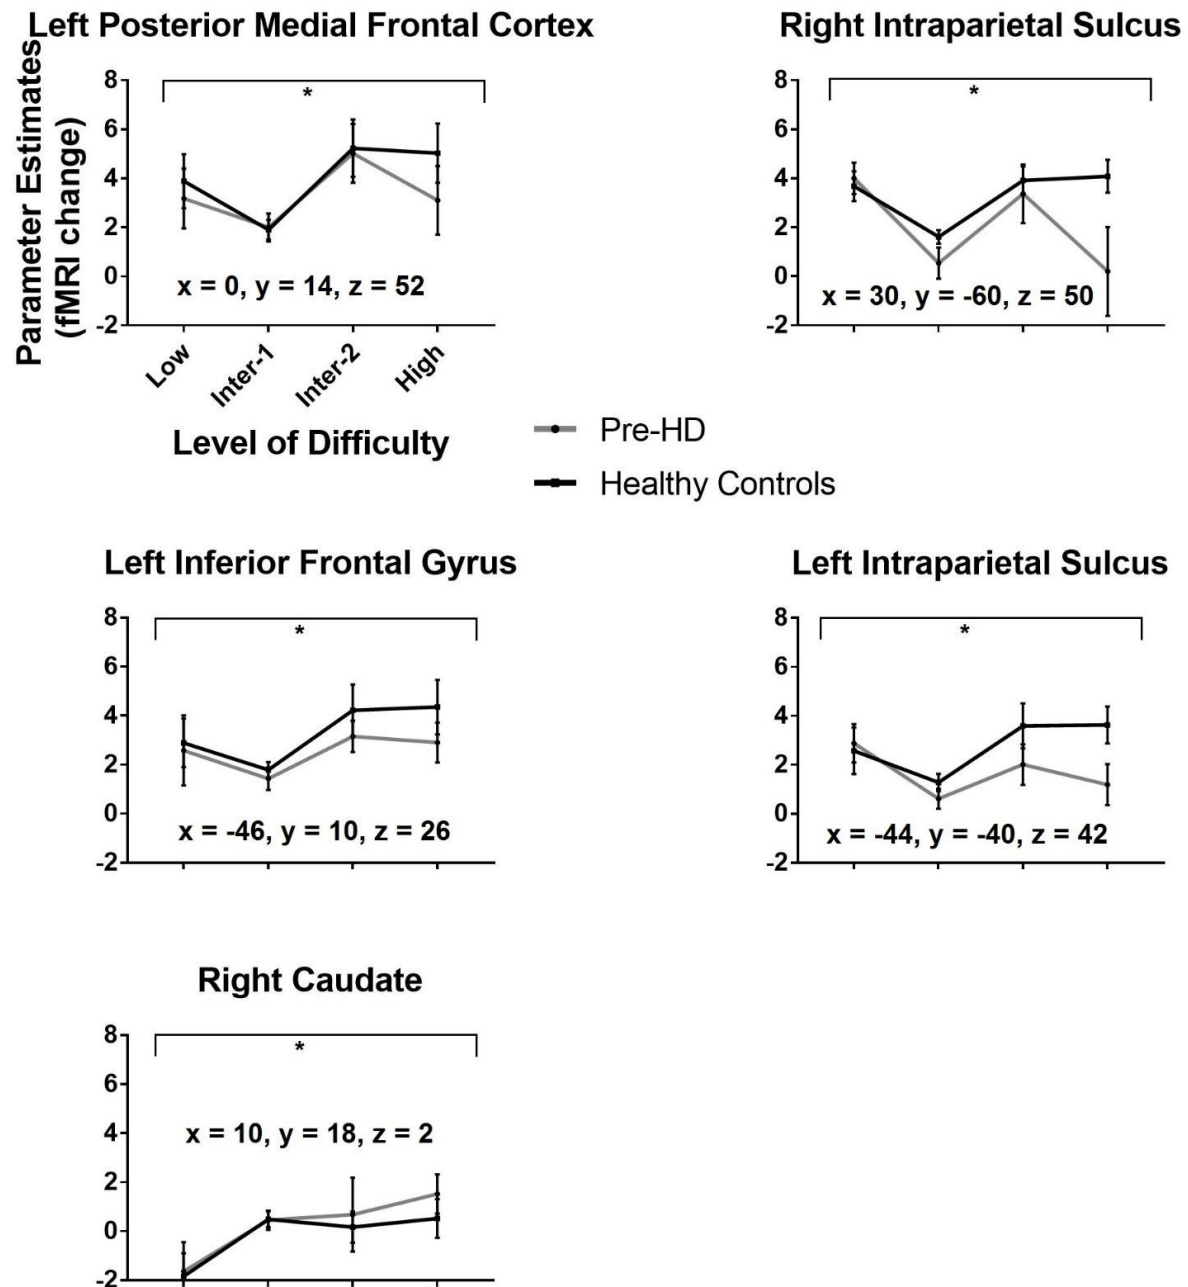 Left Posterior Medial Frontal Cortex
Parameter Estimates
(fMRI change)
8
6
4
2
0
-2
*
x = 0, y = 14, z = 52
Low
Inter-1
Inter-2
High
Level of Difficulty
Right Intraparietal Sulcus
8
6
4
2
0
-2
*
x = 30, y = -60, z = 50
Pre-HD
Healthy Controls
Left Inferior Frontal Gyrus
8
6
4
2
0
-2
*
x = -46, y = 10, z = 26
Left Intraparietal Sulcus
8
6
4
2
0
-2
*
x = -44, y = -40, z = 42
Right Caudate
8
6
4
2
0
-2
*
x = 10, y = 18, z = 2